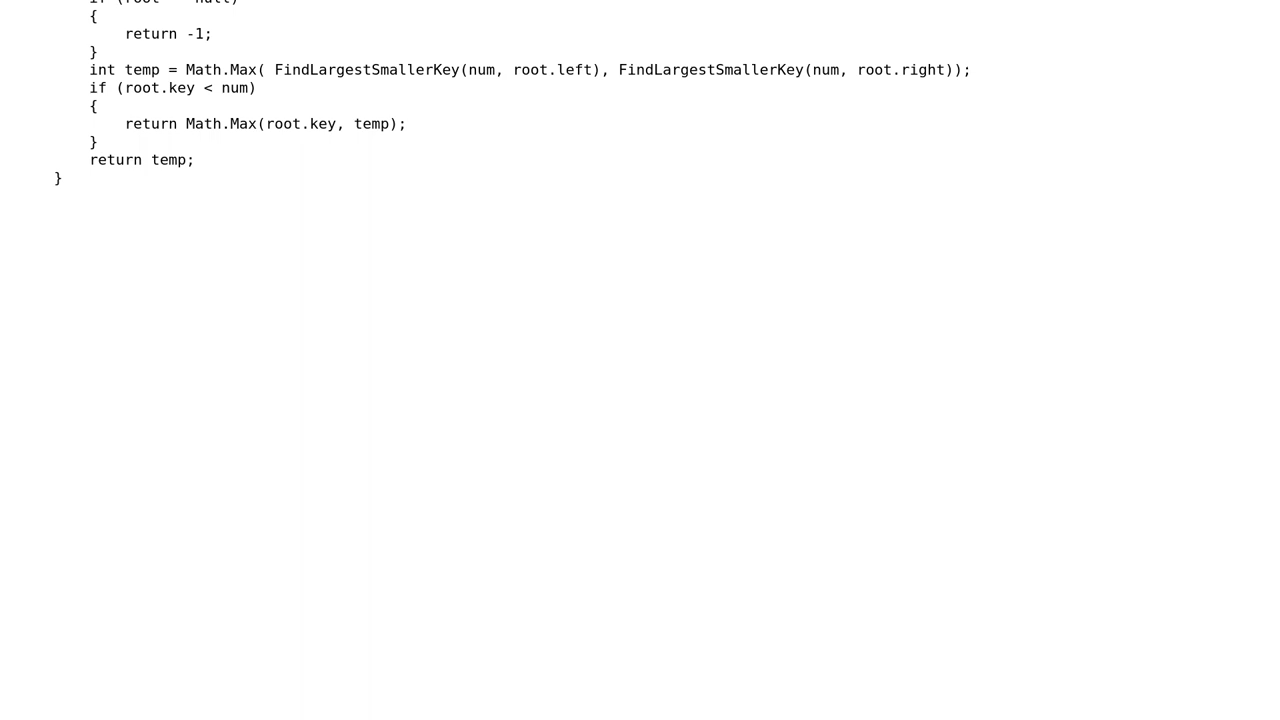 {
return -1;
}
int temp = Math.Max( FindLargestSmallerKey(num, root.left), FindLargestSmallerKey(num, root.right));
if (root.key < num)
{
return Math.Max(root.key, temp);
}
return temp;
}